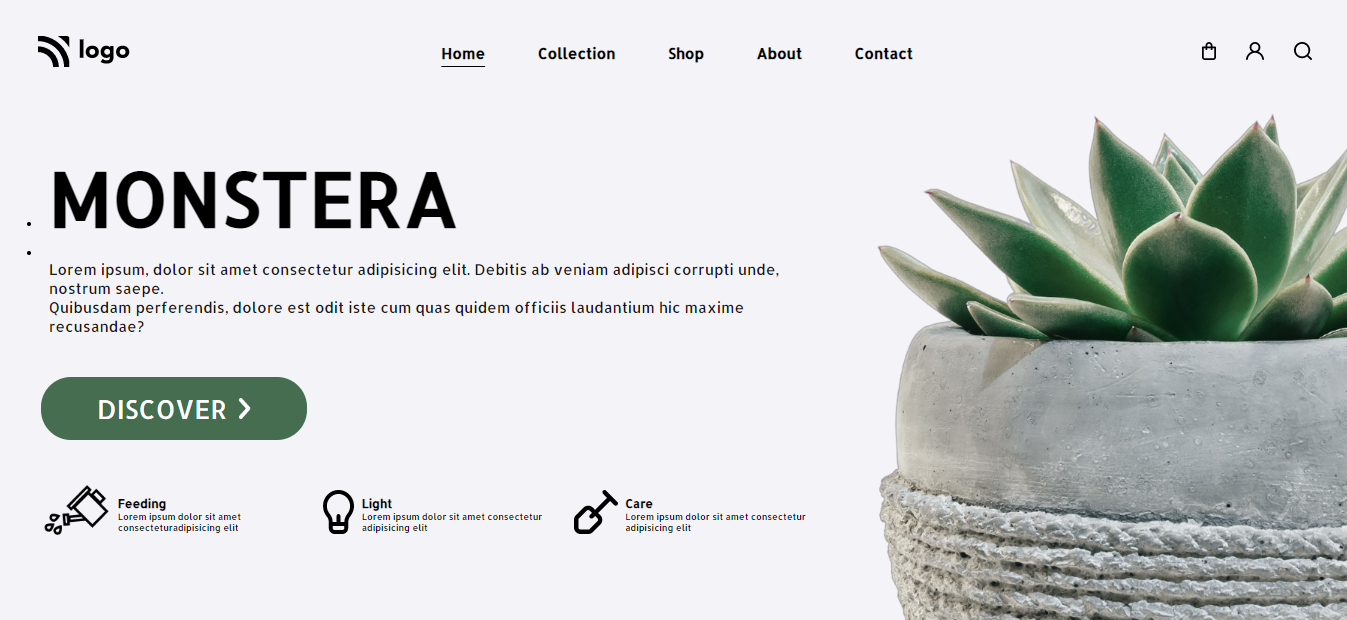 logo
Home Collection Shop About Contact
MONSTERA
Lorem ipsum, dolor sit amet consectetur adipisicing elit. Debitis ab veniam adipisci corrupti unde,
nostrum saepe.
Quibusdam perferendis, dolore est odit iste cum quas quidem officiis laudantium hic maxime
recusandae?
DISCOVER
Feeding
Lorem ipsum dolor sit amet
consecteturadipisicing elit
Light
Lorem ipsum dolor sit amet consectetur
adipisicing elit
Care
Lorem ipsum dolor sit amet consectetur
adipisicing elit